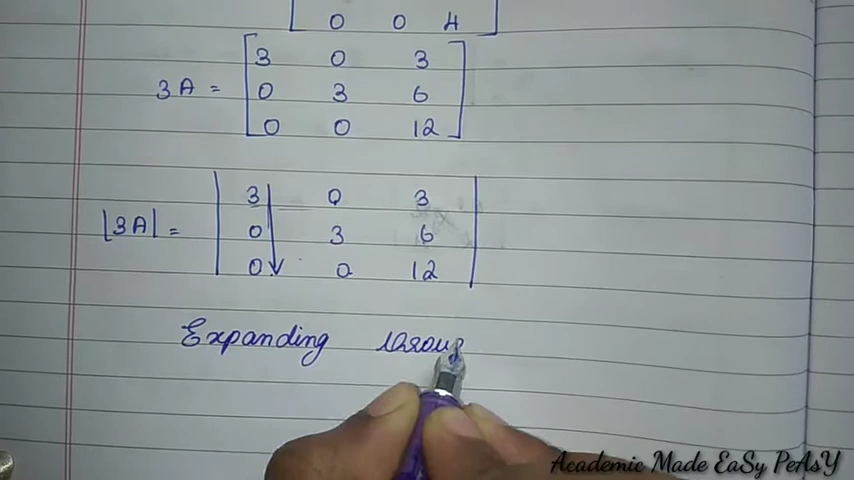 0 0 4
3 0 3
3A = 0 3 6
0 0 12
3 0 3
|3A| = 0 3 6
0 0 12
Expanding
Academic Made EaSy PeAsY